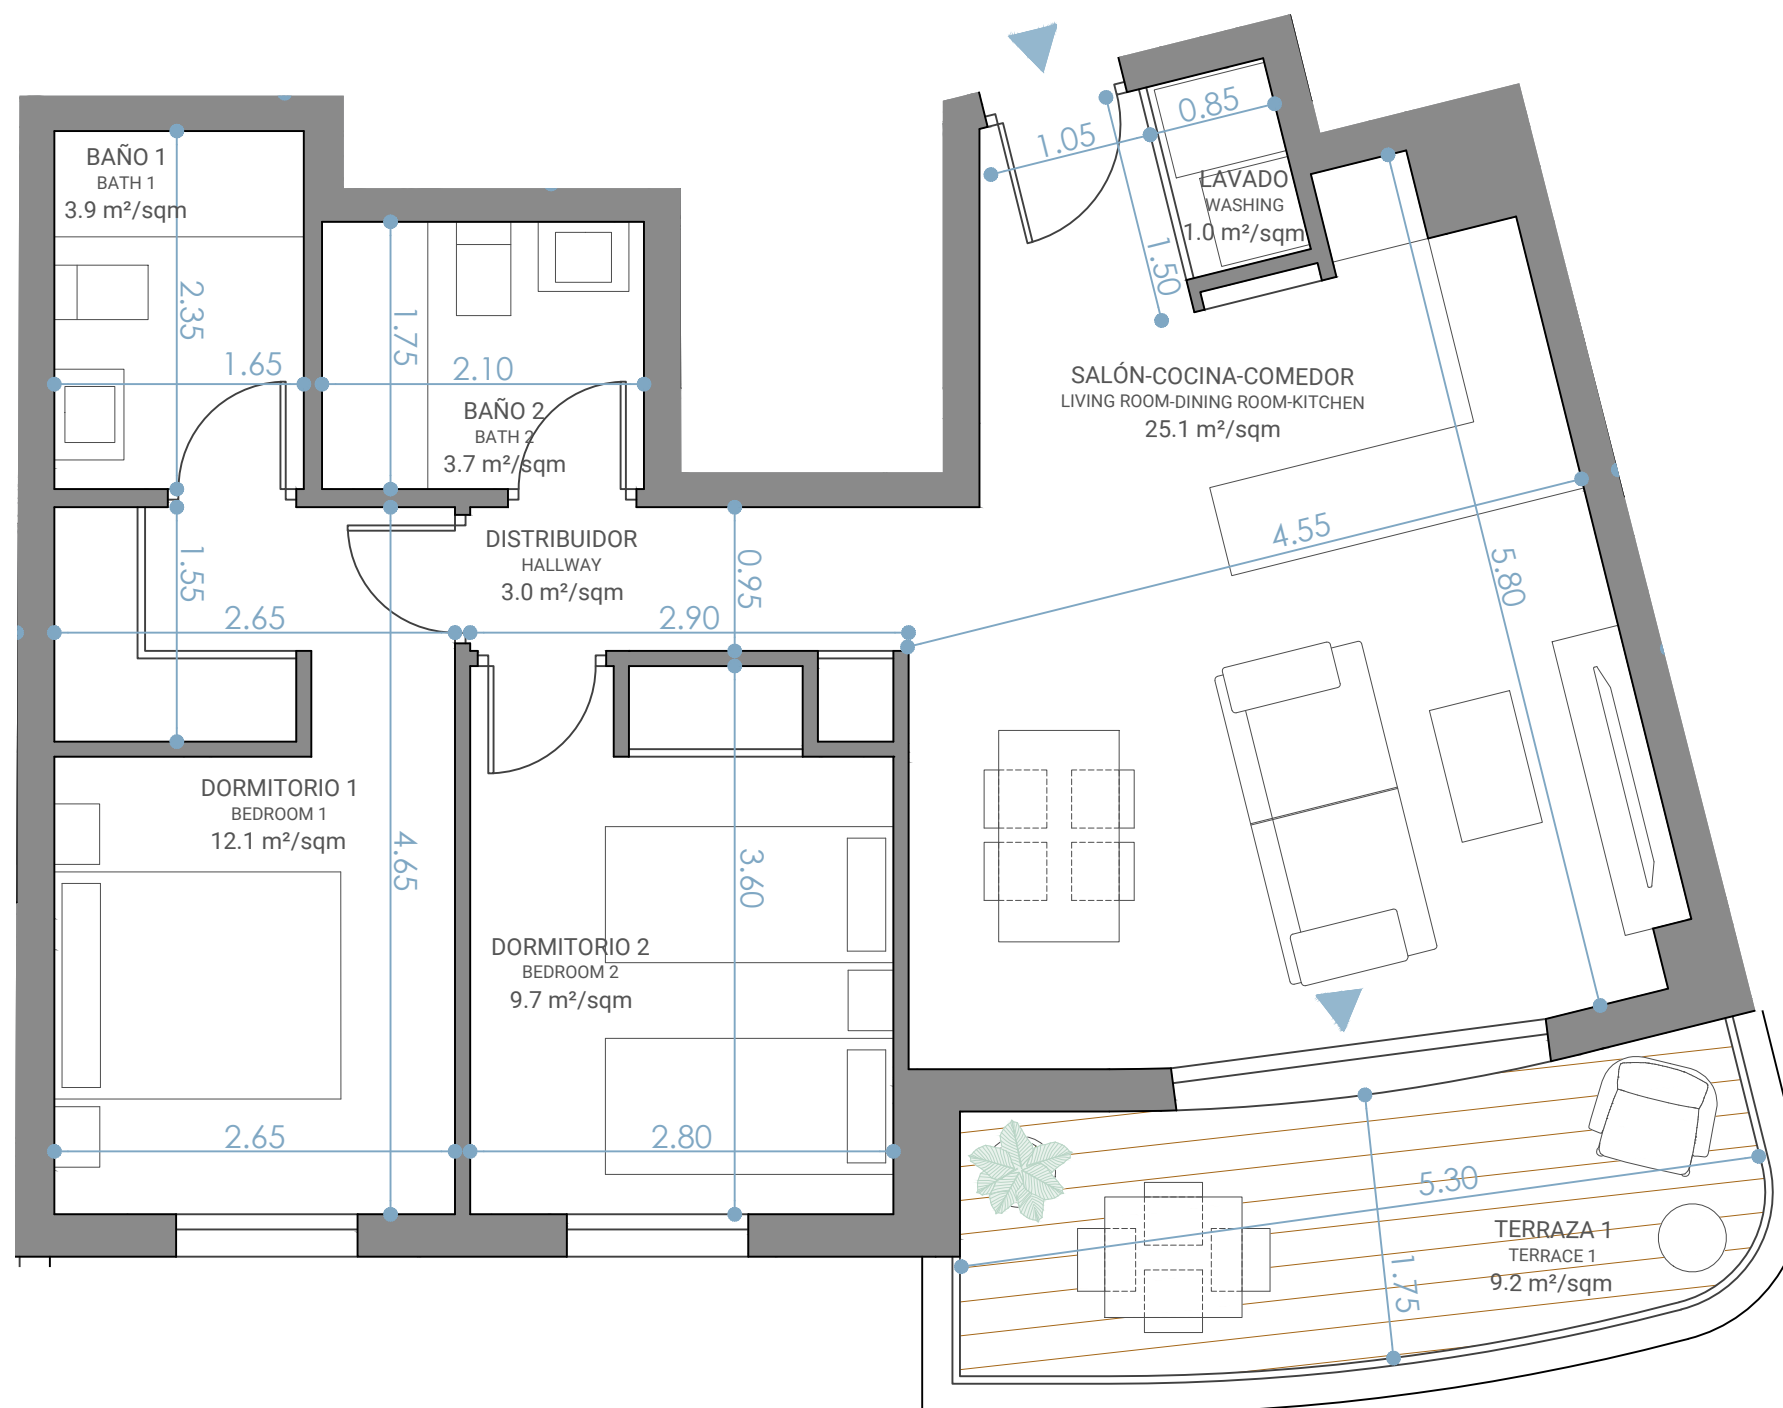 BAÑO 1
BATH 1
3.9 m²/sqm
2.35
1.65
1.75
2.10
BAÑO 2
BATH 2
3.7 m²/sqm
1.05
0.85
LAVADO
WASHING
1.0 m²/sqm
1.50
SALÓN-COCINA-COMEDOR
LIVING ROOM-DINING ROOM-KITCHEN
25.1 m²/sqm
4.55
5.80
DISTRIBUIDOR
HALLWAY
3.0 m²/sqm
1.55
2.65
0.95
2.90
DORMITORIO 1
BEDROOM 1
12.1 m²/sqm
4.65
3.60
DORMITORIO 2
BEDROOM 2
9.7 m²/sqm
2.65
2.80
5.30
TERRAZA 1
TERRACE 1
9.2 m²/sqm
1.75